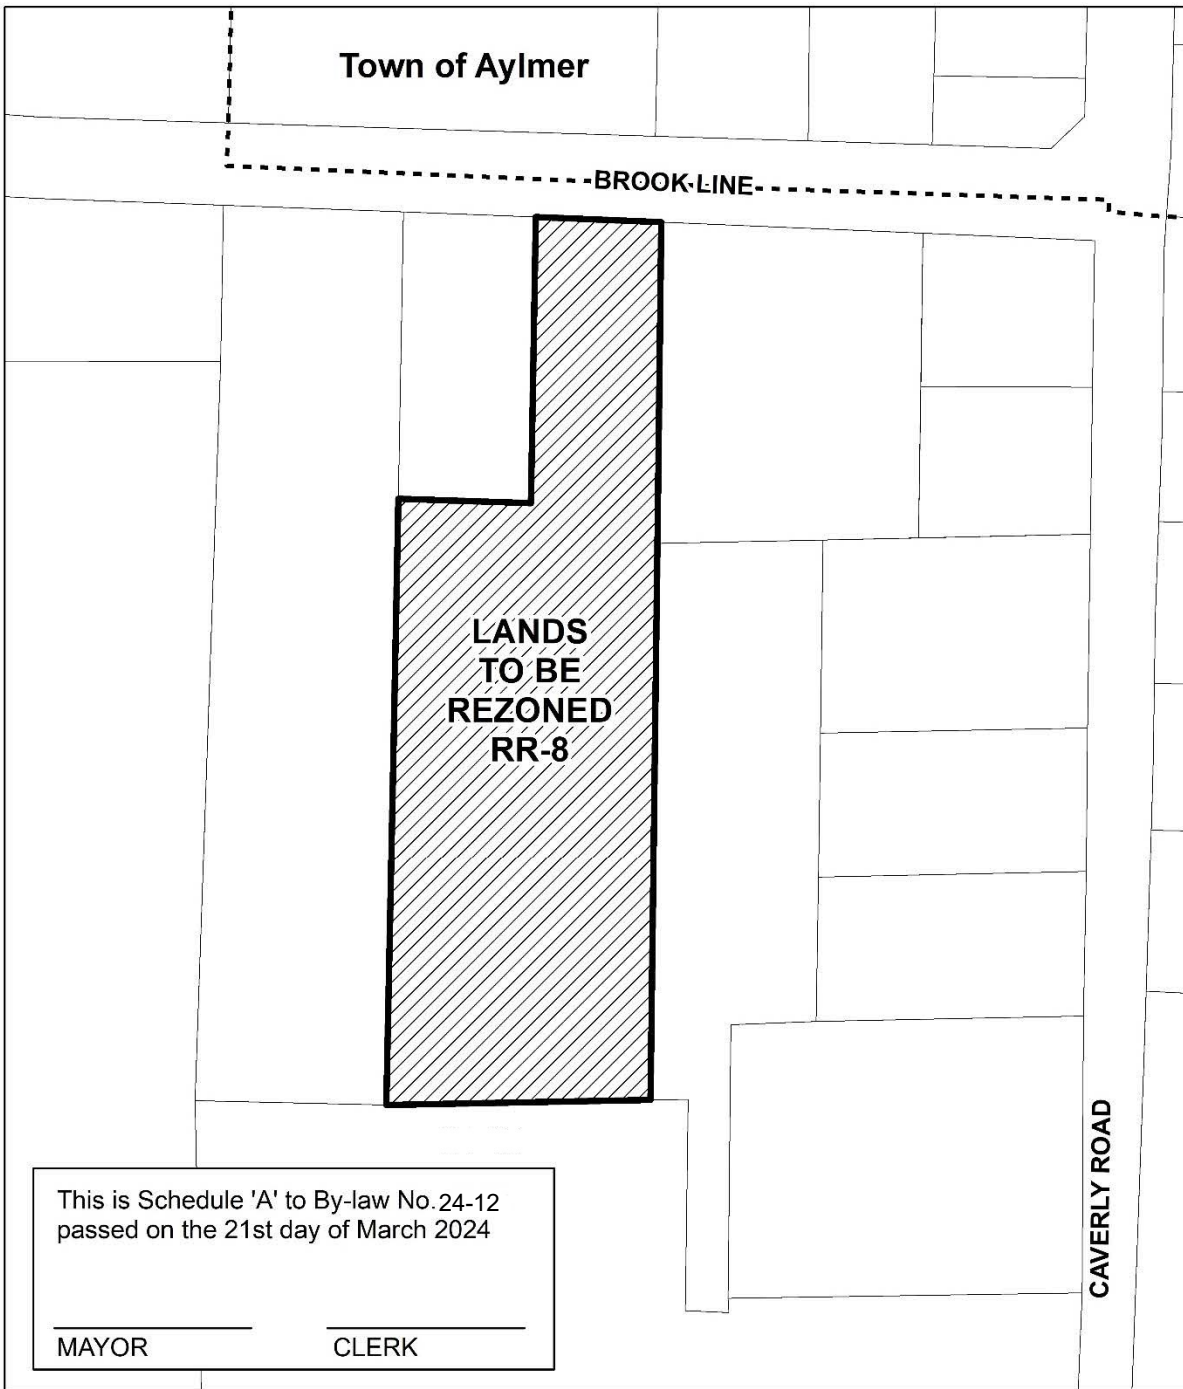 Town of Aylmer
BROOK LINE
LANDS
TO BE
REZONED
RR-8
CAVERLY ROAD
This is Schedule 'A' to By-law No. 24-12
passed on the 21st day of March 2024
MAYOR CLERK